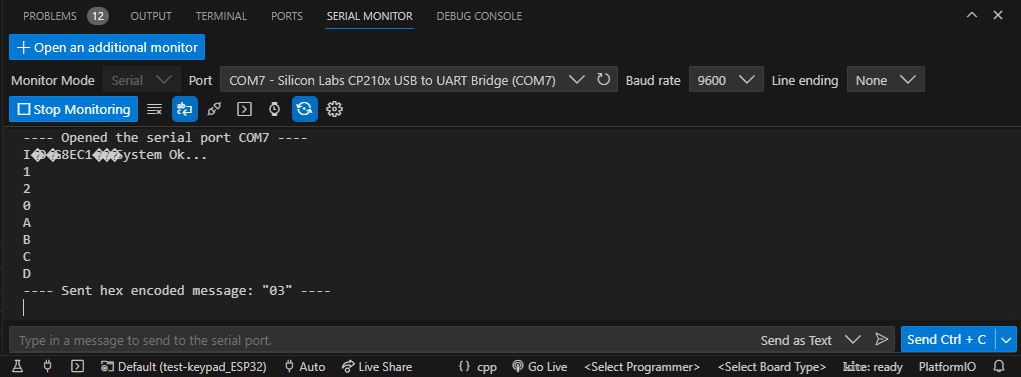 PROBLEMS 12 OUTPUT TERMINAL PORTS SERIAL MONITOR DEBUG CONSOLE
+ Open an additional monitor
Monitor Mode Serial Port COM7 - Silicon Labs CP210x USB to UART Bridge (COM7) Baud rate 9600 Line ending None
Stop Monitoring
---- Opened the serial port COM7 ----
System Ok...
1
2
0
A
B
C
D
---- Sent hex encoded message: "03" ----
Type in a message to send to the serial port. Send as Text Send Ctrl + C
Default (test-keypad_ESP32) Auto Live Share {} cpp Go Live <Select Programmer> <Select Board Type> kite: ready PlatformIO